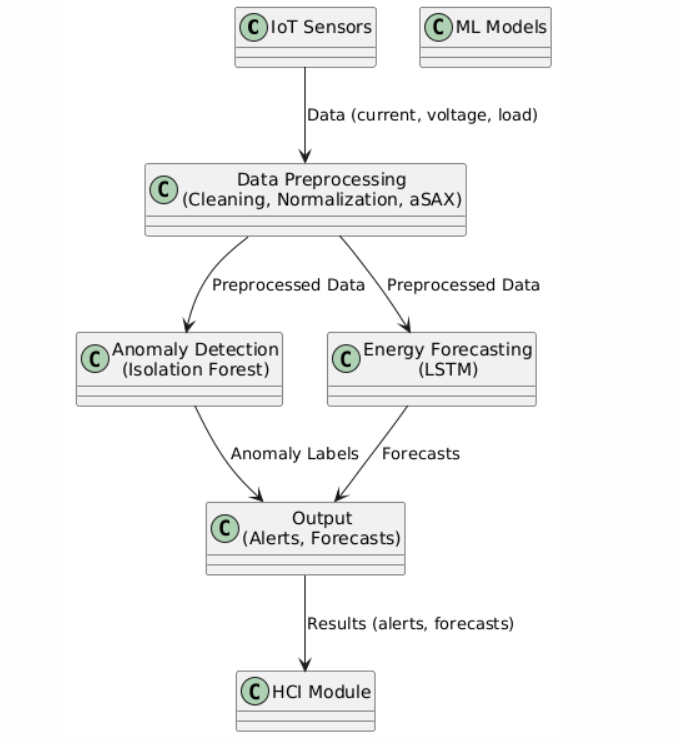 C IoT Sensors
C ML Models
Data (current, voltage, load)
C Data Preprocessing
(Cleaning, Normalization, aSAX)
Preprocessed Data
Preprocessed Data
C Anomaly Detection
(Isolation Forest)
C Energy Forecasting
(LSTM)
Anomaly Labels
Forecasts
C Output
(Alerts, Forecasts)
Results (alerts, forecasts)
C HCI Module